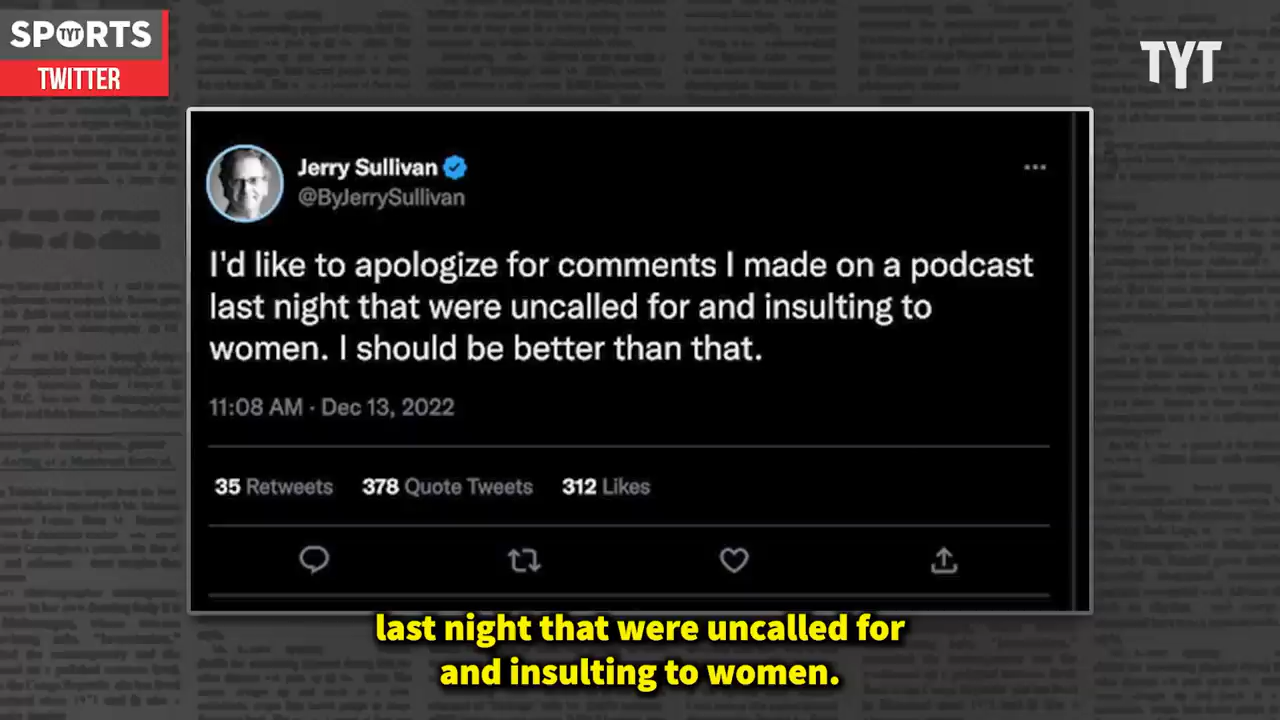 SPORTS
TYT
TWITTER
TYT
Jerry Sullivan
@ByJerrySullivan
I'd like to apologize for comments I made on a podcast
last night that were uncalled for and insulting to
women. I should be better than that.
11:08 AM · Dec 13, 2022
35 Retweets 378 Quote Tweets 312 Likes
last night that were uncalled for
and insulting to women.